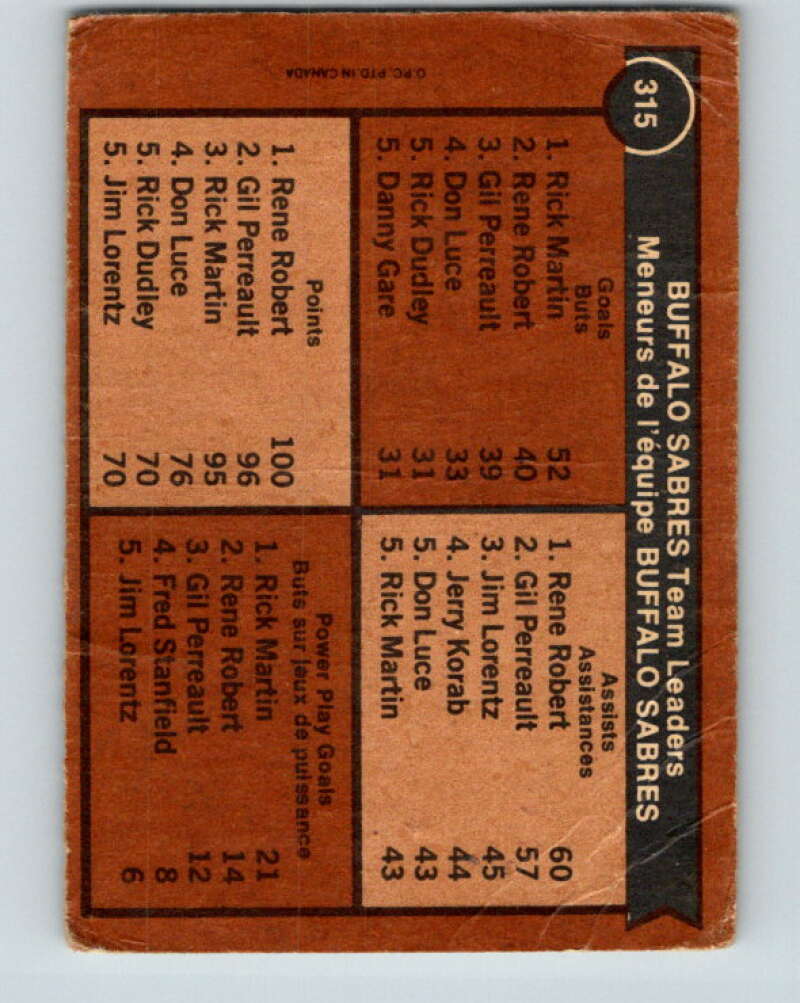 315
BUFFALO SABRES Team Leaders
Meneurs de l'équipe BUFFALO SABRES
Goals
Buts
1. Rick Martin 52
2. Rene Robert 40
3. Gil Perreault 39
4. Don Luce 33
5. Rick Dudley 31
5. Danny Gare 31
Assists
Assistances
1. Rene Robert 60
2. Gil Perreault 57
3. Jim Lorentz 45
4. Jerry Korab 44
5. Don Luce 43
5. Rick Martin 43
Points
1. Rene Robert 100
2. Gil Perreault 96
3. Rick Martin 95
4. Don Luce 76
5. Rick Dudley 70
5. Jim Lorentz 70
Power Play Goals
Buts sur jeux de puissance
1. Rick Martin 21
2. Rene Robert 14
3. Gil Perreault 12
4. Fred Stanfield 8
5. Jim Lorentz 6
O.P.C. PTD. IN CANADA